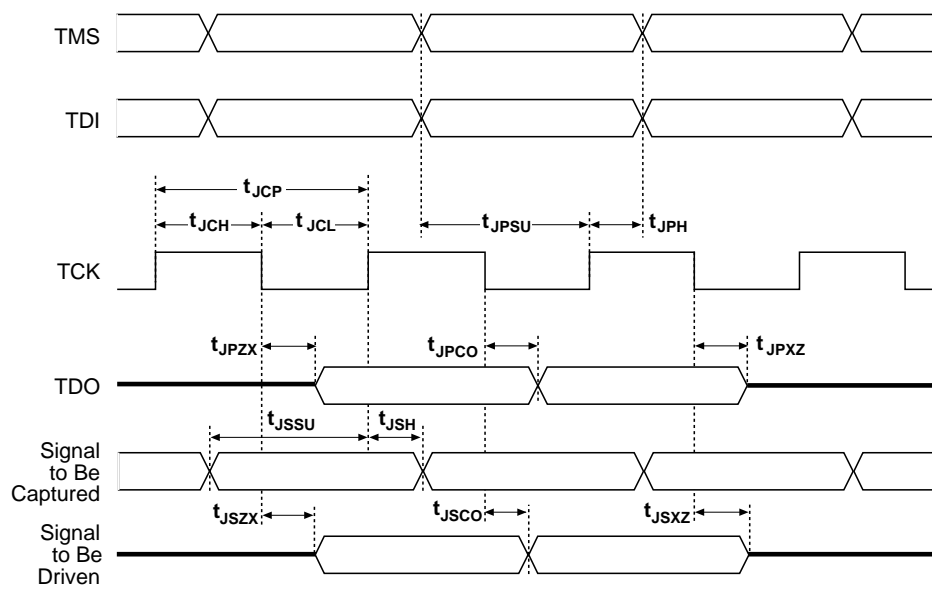 TMS
TDI
tJCP
tJCH
tJCL
tJPSU
tJPH
TCK
tJPZX
tJPCO
tJPXZ
TDO
tJSSU
tJSH
Signal
to Be
Captured
tJSZX
tJSCO
tJSXZ
Signal
to Be
Driven